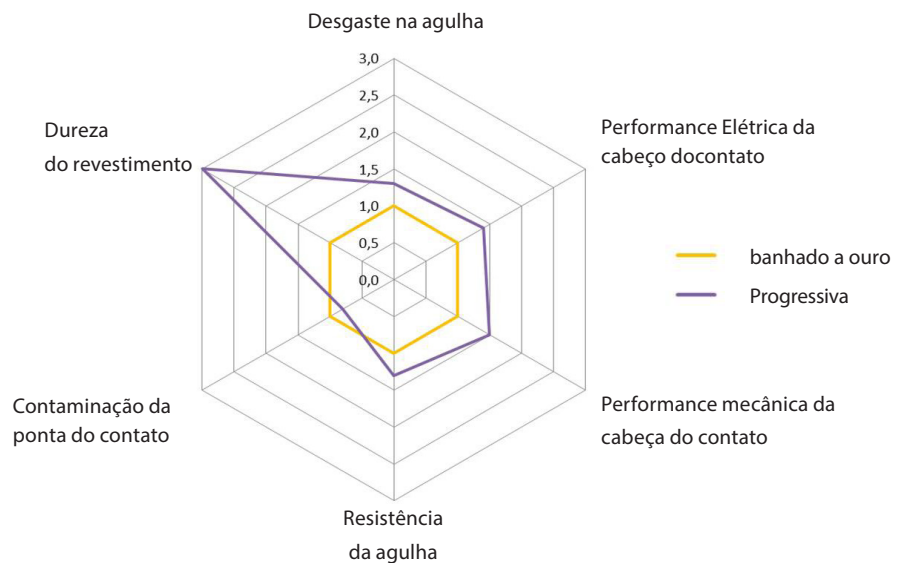 Desgaste na agulha
3,0
2,5
2,0
1,5
1,0
0,5
0,0
Performance Elétrica da
cabeço docontato
banhado a ouro
Progressiva
Performance mecânica da
cabeça do contato
Resistência
da agulha
Contaminação da
ponta do contato
Dureza
do revestimento